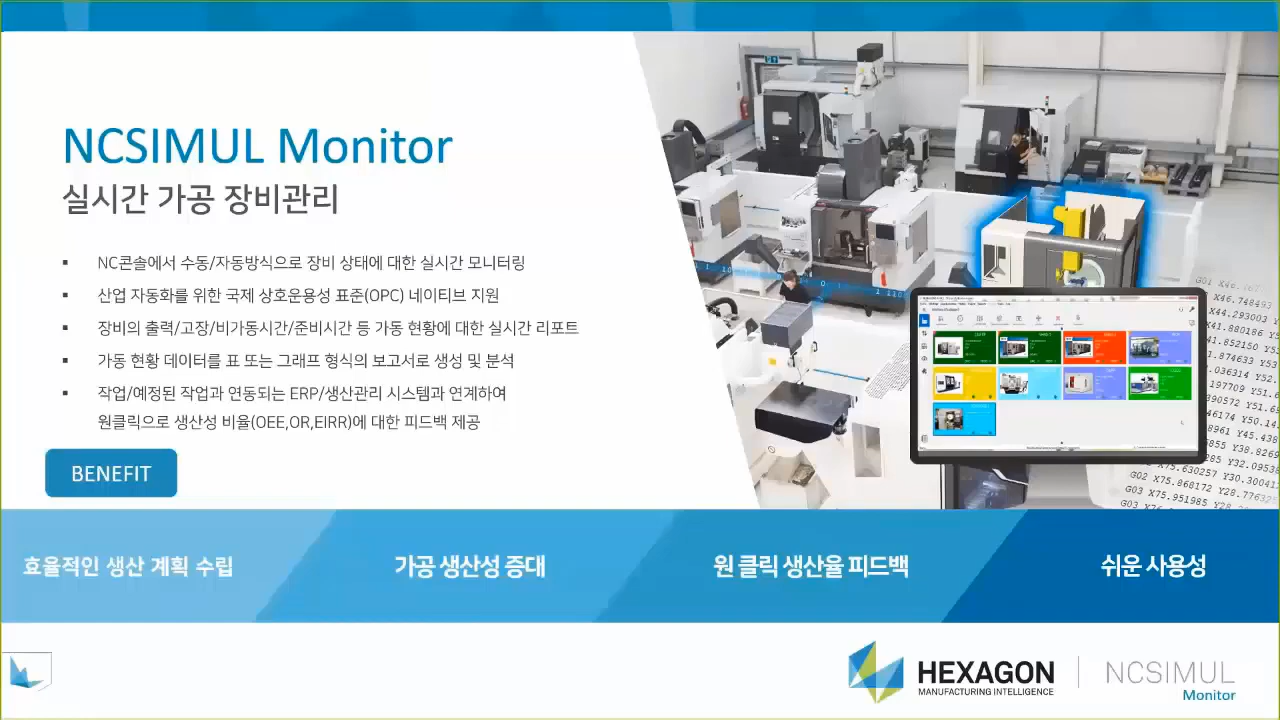 NCSIMUL Monitor
실시간 가공 장비관리
▪ NC콘솔에서 수동/자동방식으로 장비 상태에 대한 실시간 모니터링
▪ 산업 자동화를 위한 국제 상호운용성 표준(OPC) 네이티브 지원
▪ 장비의 출력/고장/비가동시간/준비시간 등 가동 현황에 대한 실시간 리포트
▪ 가동 현황 데이터를 표 또는 그래프 형식의 보고서로 생성 및 분석
▪ 작업/예정된 작업과 연동되는 ERP/생산관리 시스템과 연계하여
원클릭으로 생산성 비율(OEE,OR,EIRR)에 대한 피드백 제공
BENEFIT
효율적인 생산 계획 수립
가공 생산성 증대
원 클릭 생산율 피드백
쉬운 사용성
G02 X75.868172
G03 X75.951985
HEXAGON
MANUFACTURING INTELLIGENCE
NCSIMUL
Monitor